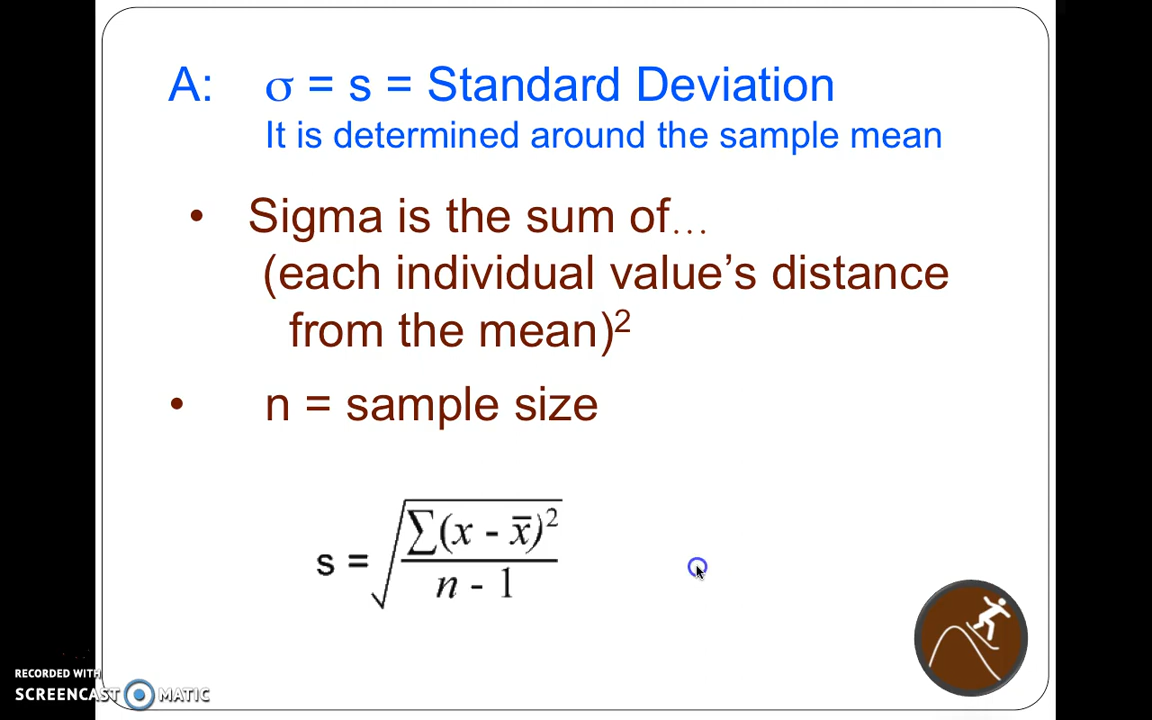 A: σ = s = Standard Deviation
It is determined around the sample mean
• Sigma is the sum of…
(each individual value’s distance
from the mean)²
• n = sample size
s = √(∑(x - x̅)² / (n - 1))
RECORDED WITH
SCREENCAST MATIC